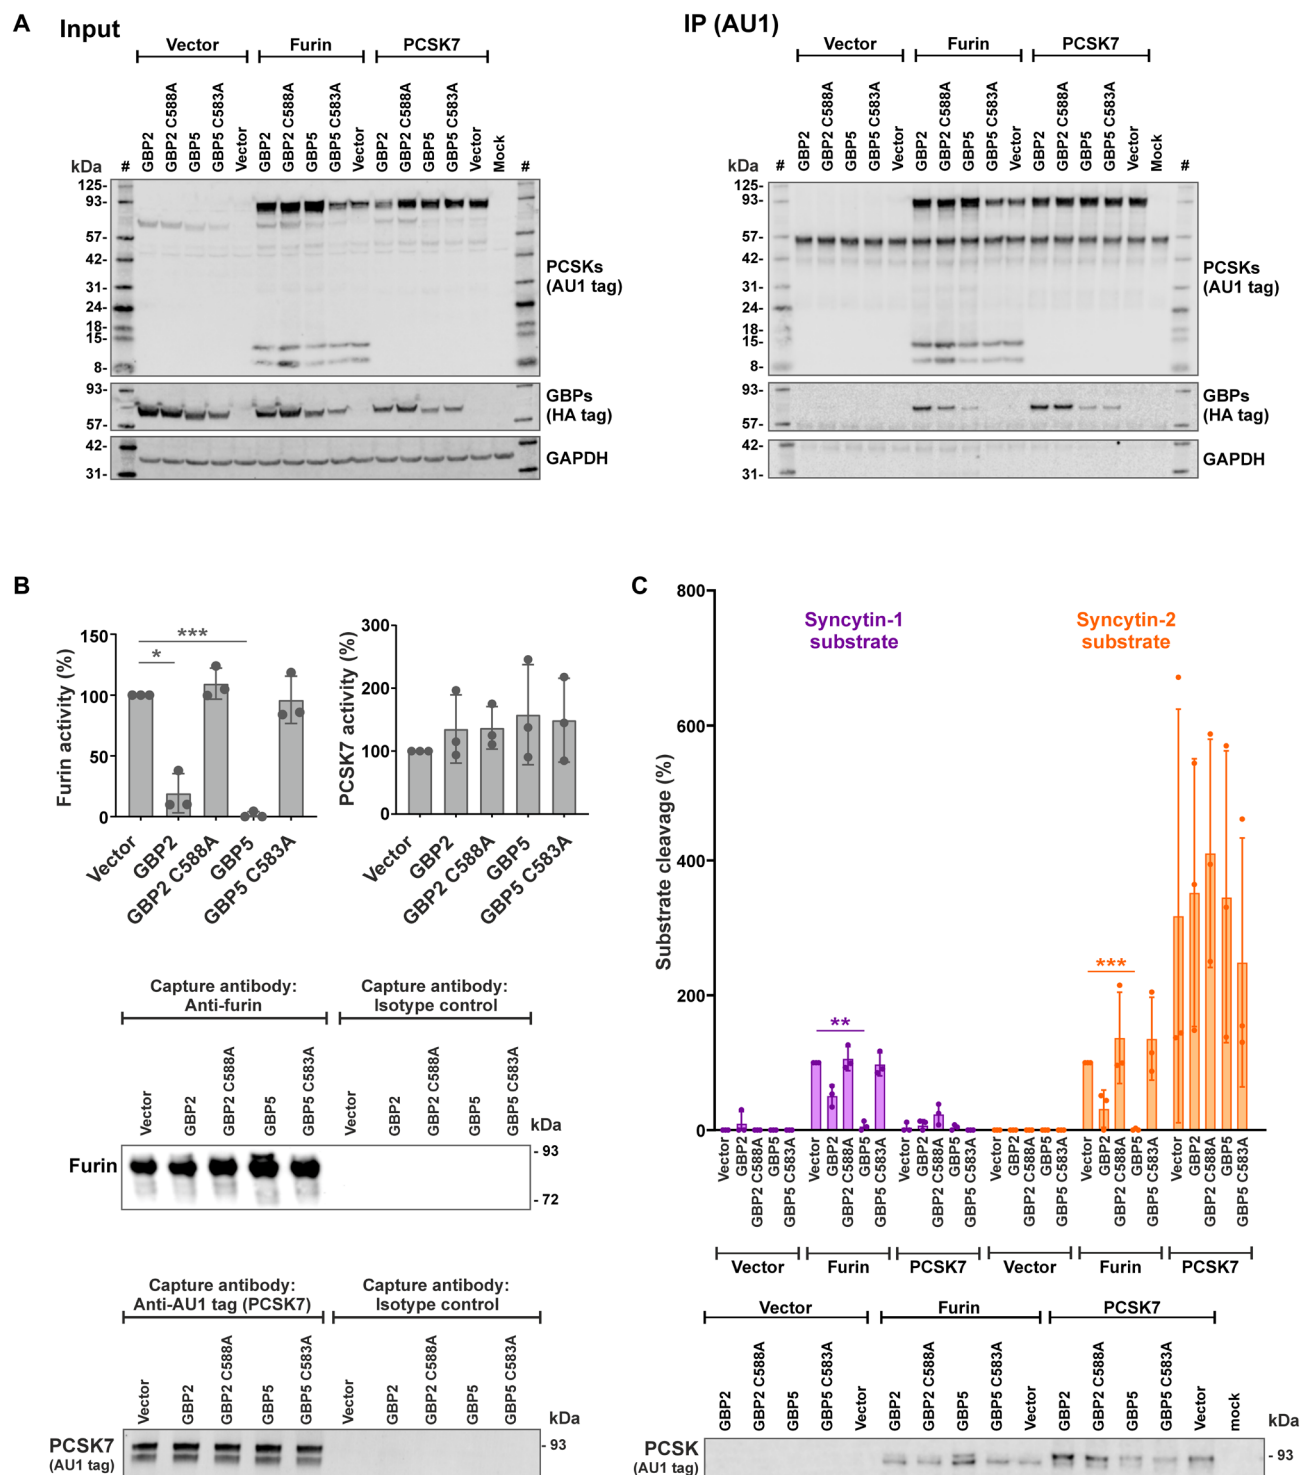 A Input
Vector Furin PCSK7
kDa # GBP2 GBP2 C588A GBP5 GBP5 C583A Vector GBP2 GBP2 C588A GBP5 GBP5 C583A Vector GBP2 GBP2 C588A GBP5 GBP5 C583A Vector Mock #
125-
93-
57-
42-
31-
24-
18-
15-
8-
PCSKs
(AU1 tag)
93-
57-
GBPs
(HA tag)
42-
31-
GAPDH
IP (AU1)
Vector Furin PCSK7
kDa # GBP2 GBP2 C588A GBP5 GBP5 C583A Vector GBP2 GBP2 C588A GBP5 GBP5 C583A Vector GBP2 GBP2 C588A GBP5 GBP5 C583A Vector Mock #
125-
93-
57-
42-
31-
24-
18-
15-
8-
PCSKs
(AU1 tag)
93-
57-
GBPs
(HA tag)
42-
31-
GAPDH
B
Furin activity (%)
150
100
50
0
***
*
Vector GBP2 GBP2 C588A GBP5 GBP5 C583A
PCSK7 activity (%)
300
200
100
0
Vector GBP2 GBP2 C588A GBP5 GBP5 C583A
Capture antibody:
Anti-furin
Capture antibody:
Isotype control
Vector GBP2 GBP2 C588A GBP5 GBP5 C583A Vector GBP2 GBP2 C588A GBP5 GBP5 C583A kDa
Furin
- 93
- 72
Capture antibody:
Anti-AU1 tag (PCSK7)
Capture antibody:
Isotype control
Vector GBP2 GBP2 C588A GBP5 GBP5 C583A Vector GBP2 GBP2 C588A GBP5 GBP5 C583A kDa
PCSK7
(AU1 tag)
- 93
C
Substrate cleavage (%)
800
600
400
200
0
Syncytin-1
substrate
Syncytin-2
substrate
**
***
Vector GBP2 GBP2 C588A GBP5 GBP5 C583A Vector GBP2 GBP2 C588A GBP5 GBP5 C583A Vector GBP2 GBP2 C588A GBP5 GBP5 C583A Vector GBP2 GBP2 C588A GBP5 GBP5 C583A Vector GBP2 GBP2 C588A GBP5 GBP5 C583A Vector GBP2 GBP2 C588A GBP5 GBP5 C583A
Vector Furin PCSK7 Vector Furin PCSK7
Vector Furin PCSK7
GBP2 GBP2 C588A GBP5 GBP5 C583A Vector GBP2 GBP2 C588A GBP5 GBP5 C583A Vector GBP2 GBP2 C588A GBP5 GBP5 C583A Vector mock kDa
PCSK
(AU1 tag)
- 93